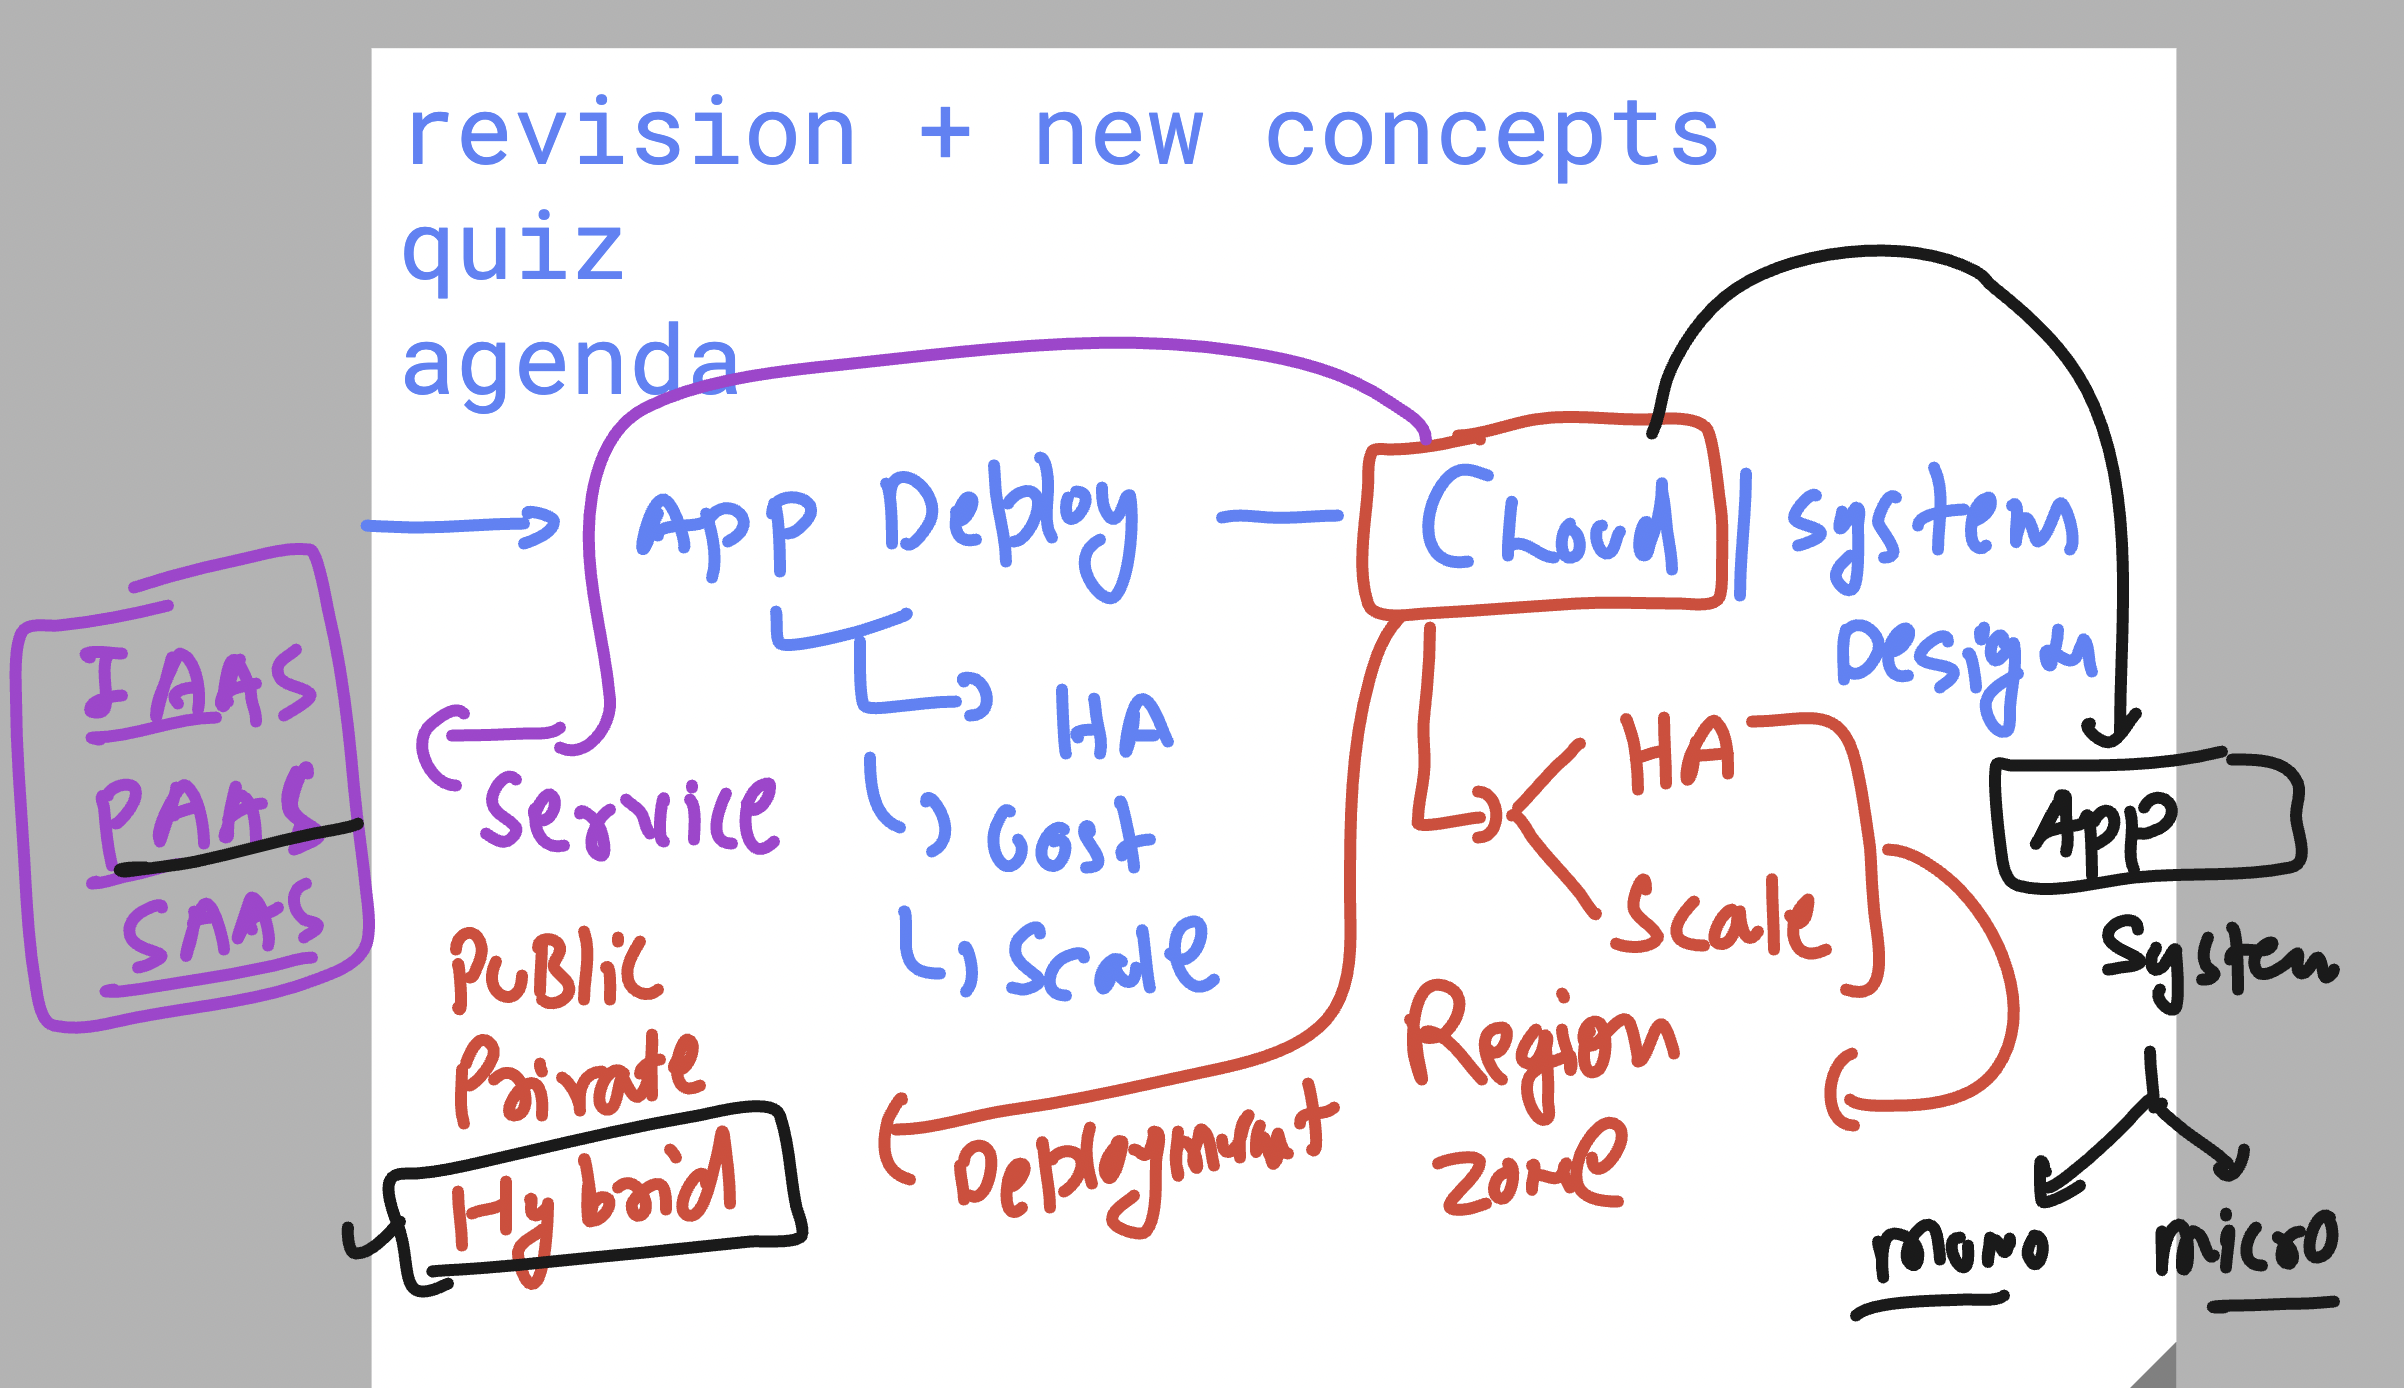 revision + new concepts
quiz
agenda
App Deploy
Cloud
System
Design
HA
Cost
Scale
Service
IAAS
PAAS
SAAS
HA
Scale
Region
Zone
Deployment
Public
Private
Hybrid
App
System
mono
micro